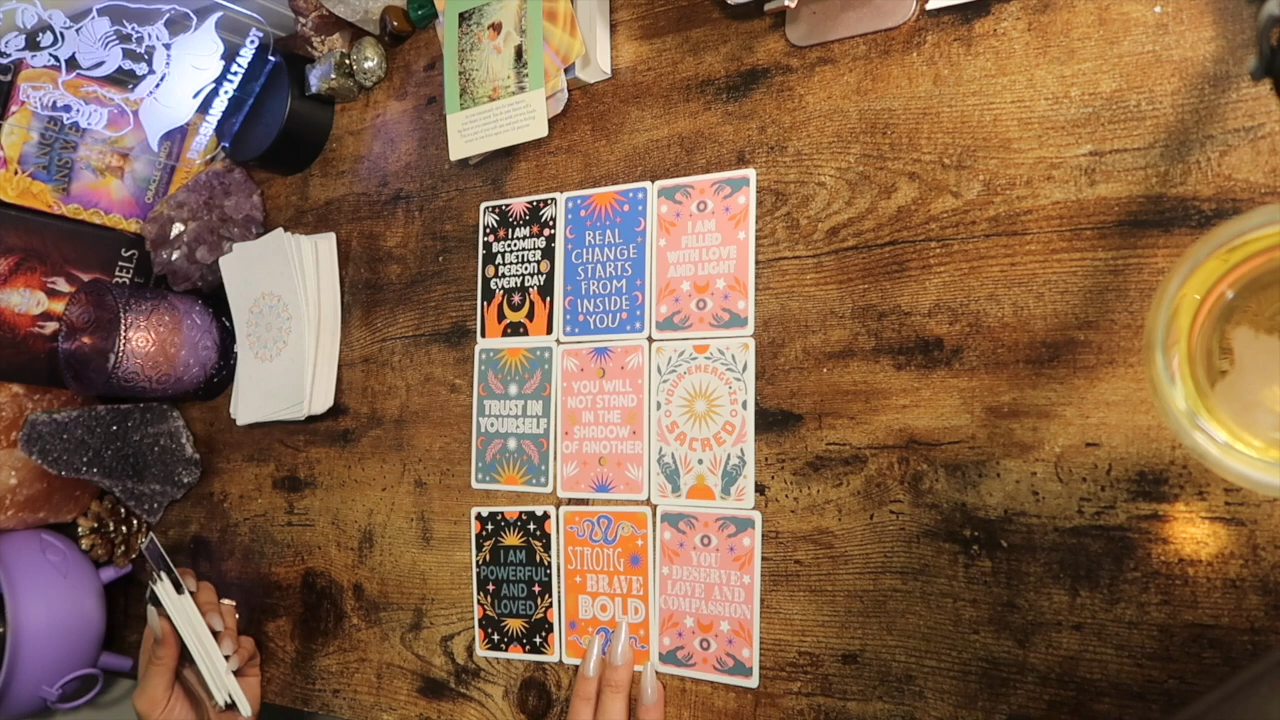 PERSIANDOLLTAROT
ANGEL
ANSWERS
ORACLE CARDS
I AM
BECOMING
A BETTER
PERSON
EVERY DAY
REAL
CHANGE
STARTS
FROM
INSIDE
YOU
I AM
FILLED
WITH LOVE
AND LIGHT
TRUST IN
YOURSELF
YOU WILL
NOT STAND
IN THE
SHADOW
OF ANOTHER
YOUR ENERGY IS
SACRED
I AM
POWERFUL
AND
LOVED
STRONG
BRAVE
BOLD
YOU
DESERVE
LOVE AND
COMPASSION